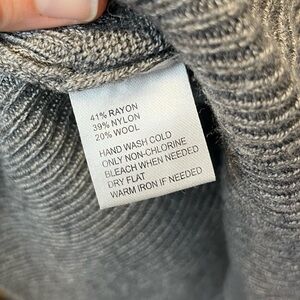 41% RAYON
39% NYLON
20% WOOL
HAND WASH COLD
ONLY NON-CHLORINE
BLEACH WHEN NEEDED
DRY FLAT
WARM IRON IF NEEDED